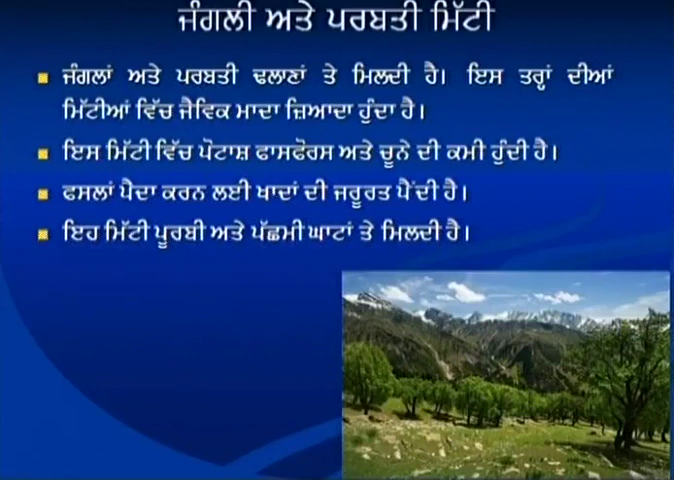 ਜੰਗਲੀ ਅਤੇ ਪਰਬਤੀ ਮਿੱਟੀ
ਜੰਗਲਾਂ ਅਤੇ ਪਰਬਤੀ ਢਲਾਣਾਂ ਤੇ ਮਿਲਦੀ ਹੈ। ਇਸ ਤਰ੍ਹਾਂ ਦੀਆਂ
ਮਿੱਟੀਆਂ ਵਿੱਚ ਜੈਵਿਕ ਮਾਦਾ ਜ਼ਿਆਦਾ ਹੁੰਦਾ ਹੈ।
ਇਸ ਮਿੱਟੀ ਵਿੱਚ ਪੋਟਾਸ਼ ਫਾਸਫੋਰਸ ਅਤੇ ਚੂਨੇ ਦੀ ਕਮੀ ਹੁੰਦੀ ਹੈ।
ਫਸਲਾਂ ਪੈਦਾ ਕਰਨ ਲਈ ਖਾਦਾਂ ਦੀ ਜਰੂਰਤ ਪੈਂਦੀ ਹੈ।
ਇਹ ਮਿੱਟੀ ਪੂਰਬੀ ਅਤੇ ਪੱਛਮੀ ਘਾਟਾਂ ਤੇ ਮਿਲਦੀ ਹੈ।